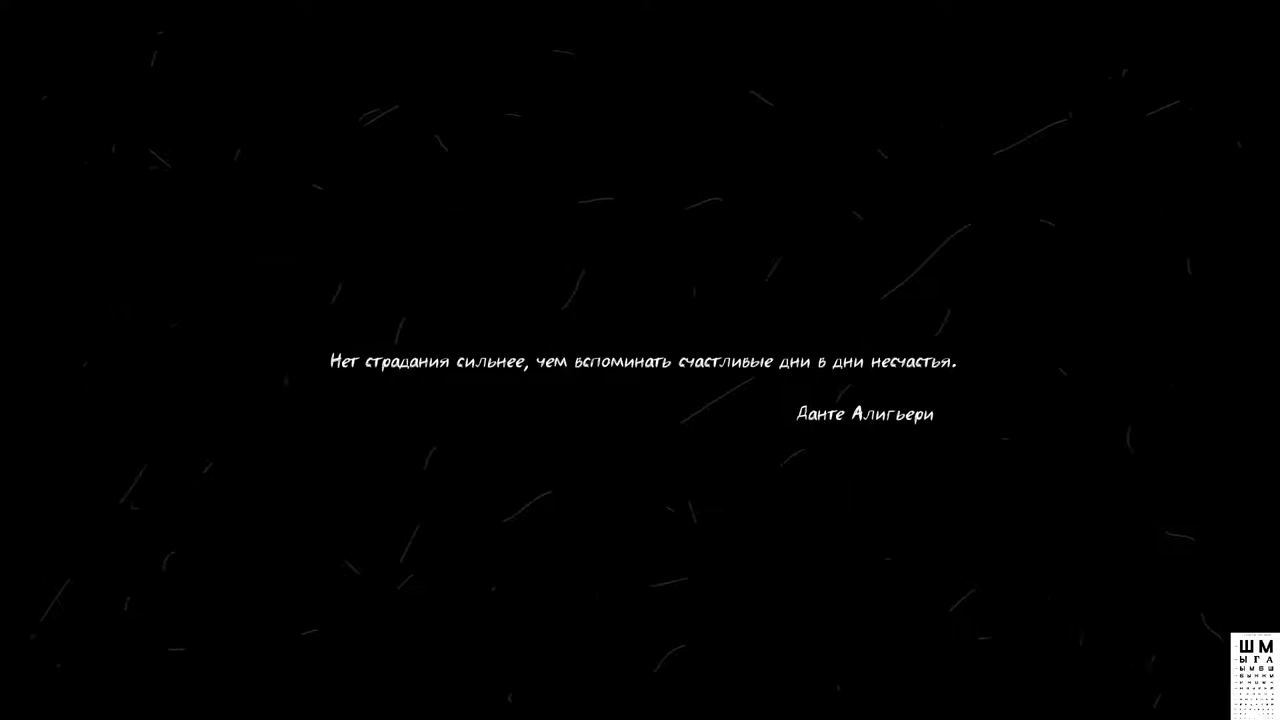 Нет страдания сильнее, чем вспоминать счастливые дни в дни несчастья.
Данте Алигьери
Ш М
Ы Г А
Ы М Б Ш
Б Ы Н К И